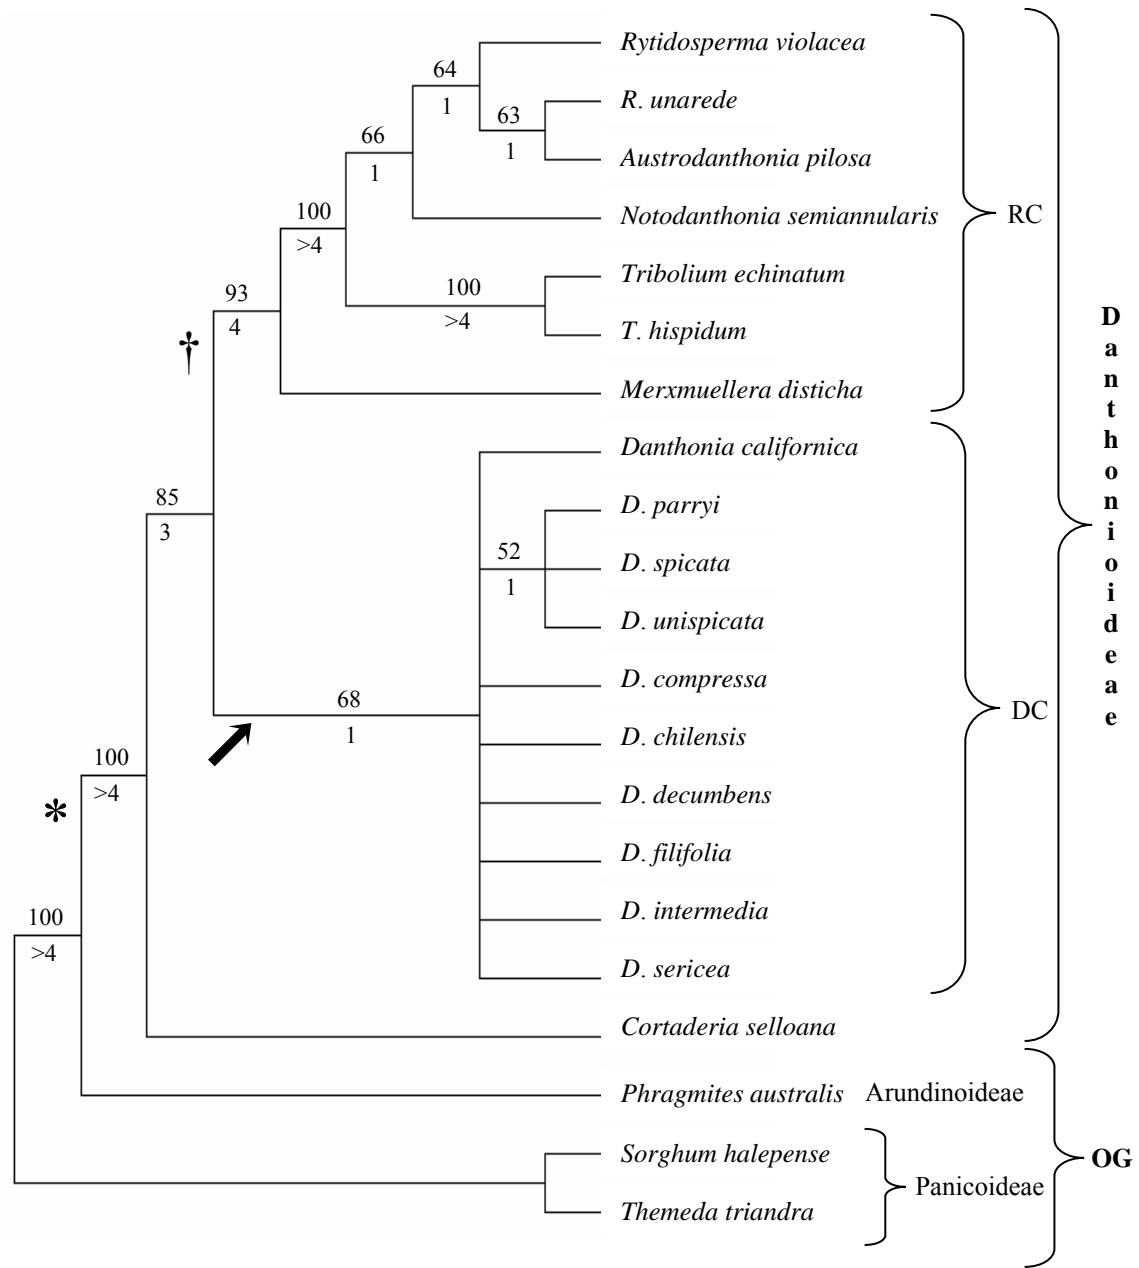 Rytidosperma violacea
64
1
R. unarede
63
1
Austrodanthonia pilosa
66
1
Notodanthonia semiannularis
RC
100
>4
Tribolium echinatum
100
>4
T. hispidum
93
4
†
Merxmuellera disticha
Danthonia californica
D. parryi
85
3
52
1
D. spicata
D. unispicata
D. compressa
68
1
DC
D. chilensis
100
>4
*
D. decumbens
D. filifolia
D. intermedia
100
>4
D. sericea
Cortaderia selloana
D
a
n
t
h
o
n
i
o
i
d
e
a
e
Phragmites australis Arundinoideae
Sorghum halepense
Panicoideae
OG
Themeda triandra